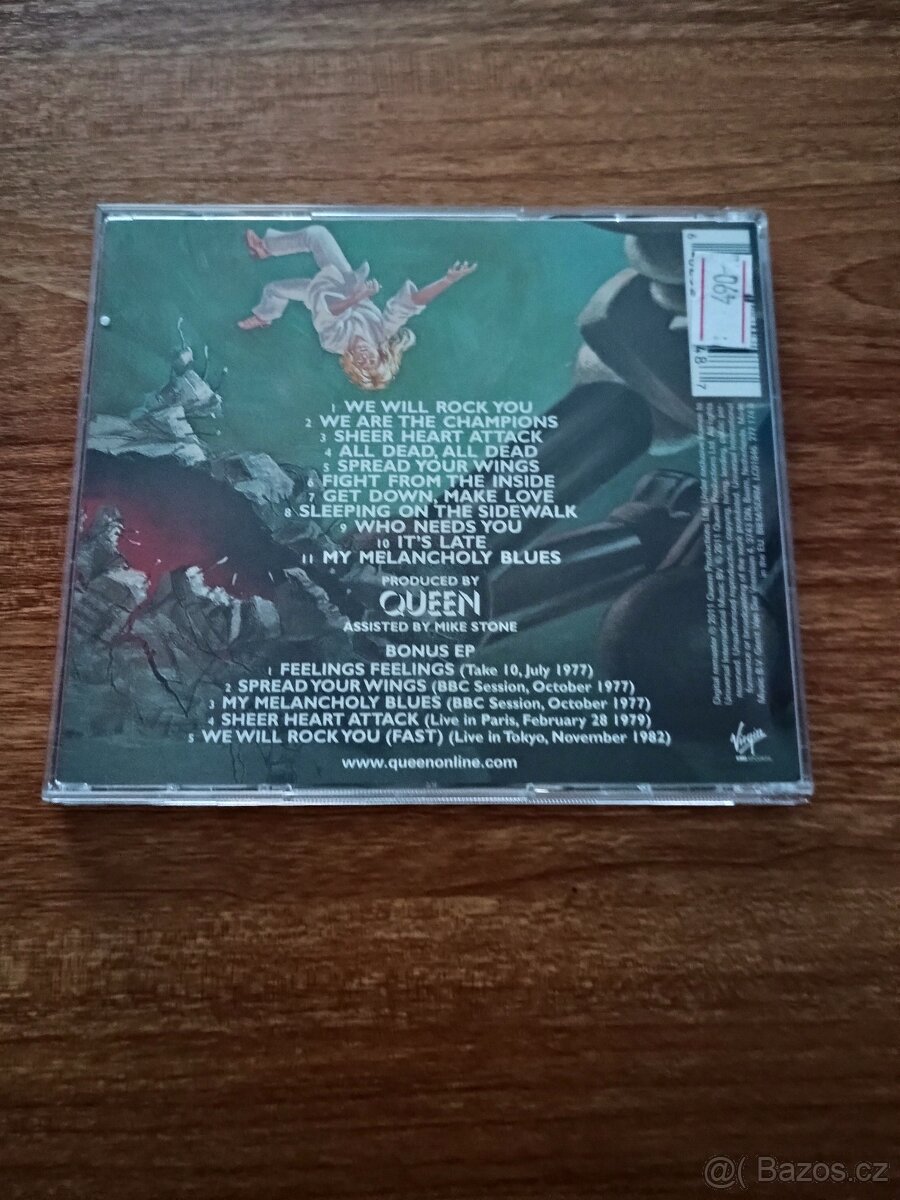 1 WE WILL ROCK YOU
2 WE ARE THE CHAMPIONS
3 SHEER HEART ATTACK
4 ALL DEAD, ALL DEAD
5 SPREAD YOUR WINGS
6 FIGHT FROM THE INSIDE
7 GET DOWN, MAKE LOVE
8 SLEEPING ON THE SIDEWALK
9 WHO NEEDS YOU
10 IT'S LATE
11 MY MELANCHOLY BLUES
PRODUCED BY
QUEEN
ASSISTED BY MIKE STONE
BONUS EP
1 FEELINGS FEELINGS (Take 10, July 1977)
2 SPREAD YOUR WINGS (BBC Session, October 1977)
3 MY MELANCHOLY BLUES (BBC Session, October 1977)
4 SHEER HEART ATTACK (Live in Paris, February 28 1979)
5 WE WILL ROCK YOU (FAST) (Live in Tokyo, November 1982)
www.queenonline.com
Virgin
@( Bazos.cz